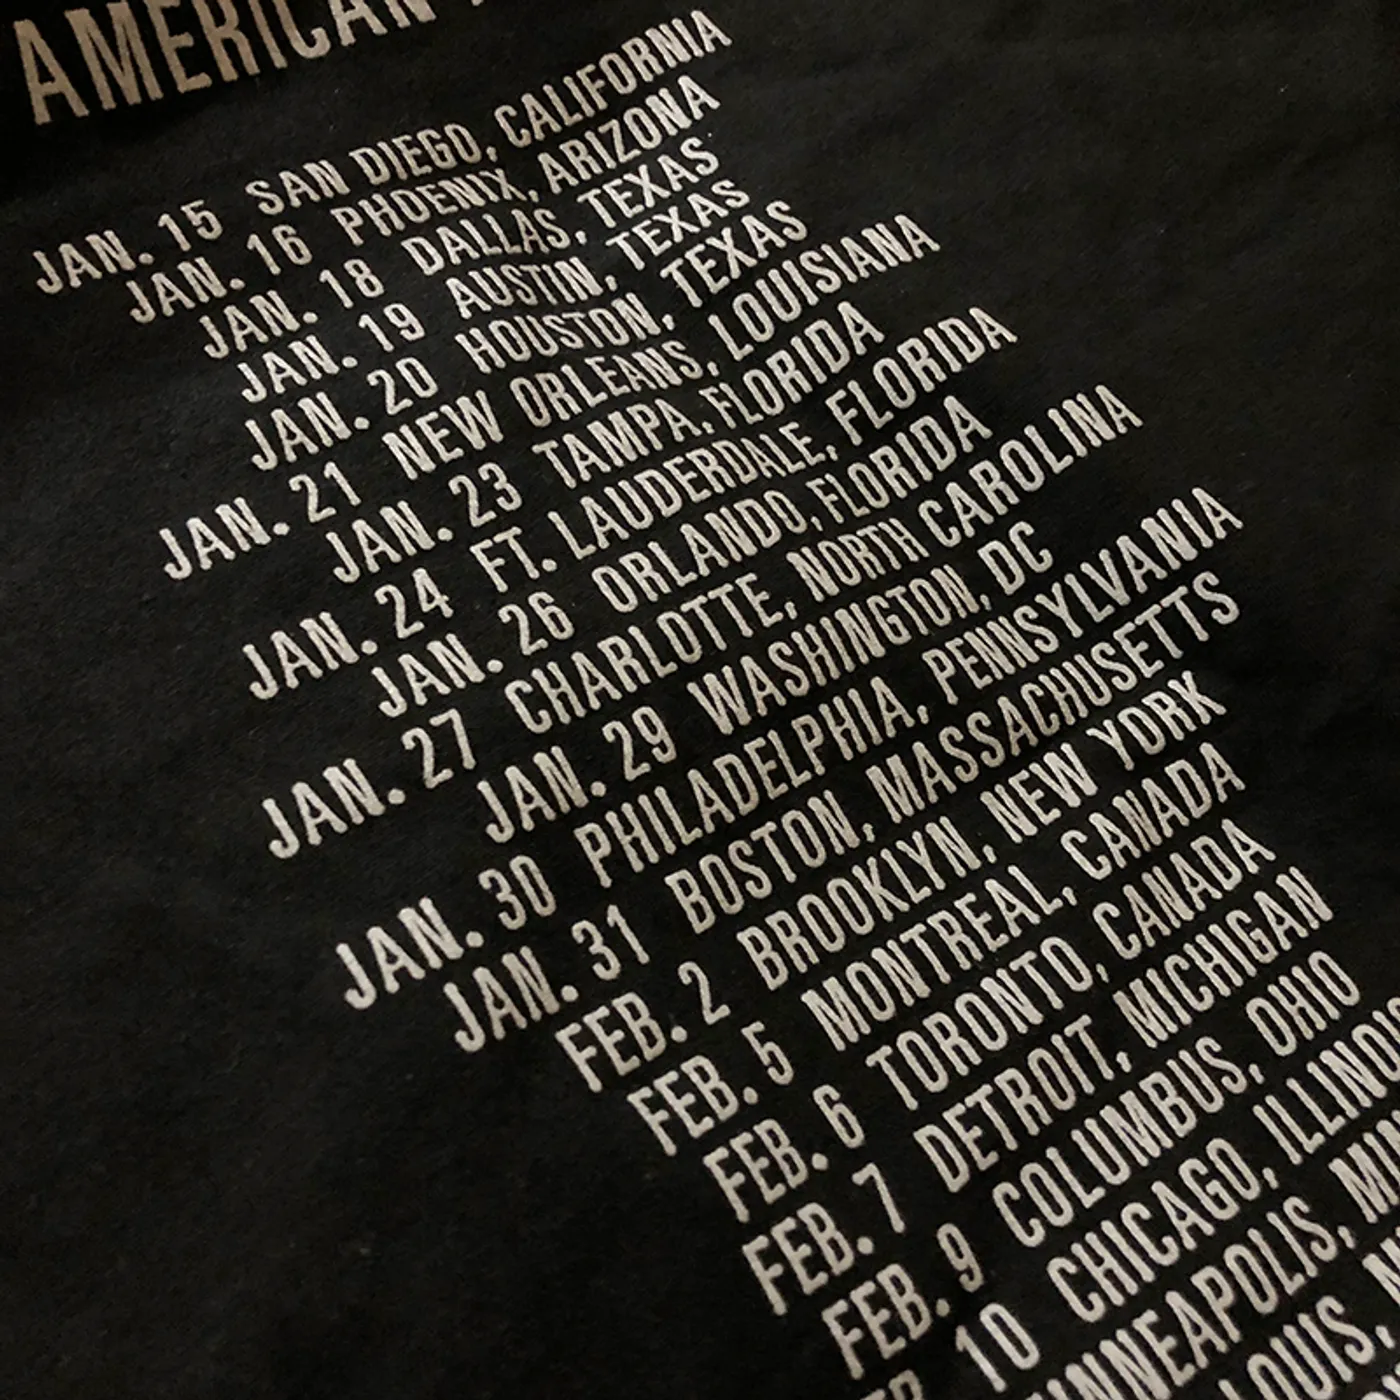 AMERICAN
JAN. 15 SAN DIEGO, CALIFORNIA
JAN. 16 PHOENIX, ARIZONA
JAN. 18 DALLAS, TEXAS
JAN. 19 AUSTIN, TEXAS
JAN. 20 HOUSTON, TEXAS
JAN. 21 NEW ORLEANS, LOUISIANA
JAN. 23 TAMPA, FLORIDA
JAN. 24 FT. LAUDERDALE, FLORIDA
JAN. 26 ORLANDO, FLORIDA
JAN. 27 CHARLOTTE, NORTH CAROLINA
JAN. 29 WASHINGTON, DC
JAN. 30 PHILADELPHIA, PENNSYLVANIA
JAN. 31 BOSTON, MASSACHUSETTS
FEB. 2 BROOKLYN, NEW YORK
FEB. 5 MONTREAL, CANADA
FEB. 6 TORONTO, CANADA
FEB. 7 DETROIT, MICHIGAN
FEB. 9 COLUMBUS, OHIO
10 CHICAGO,